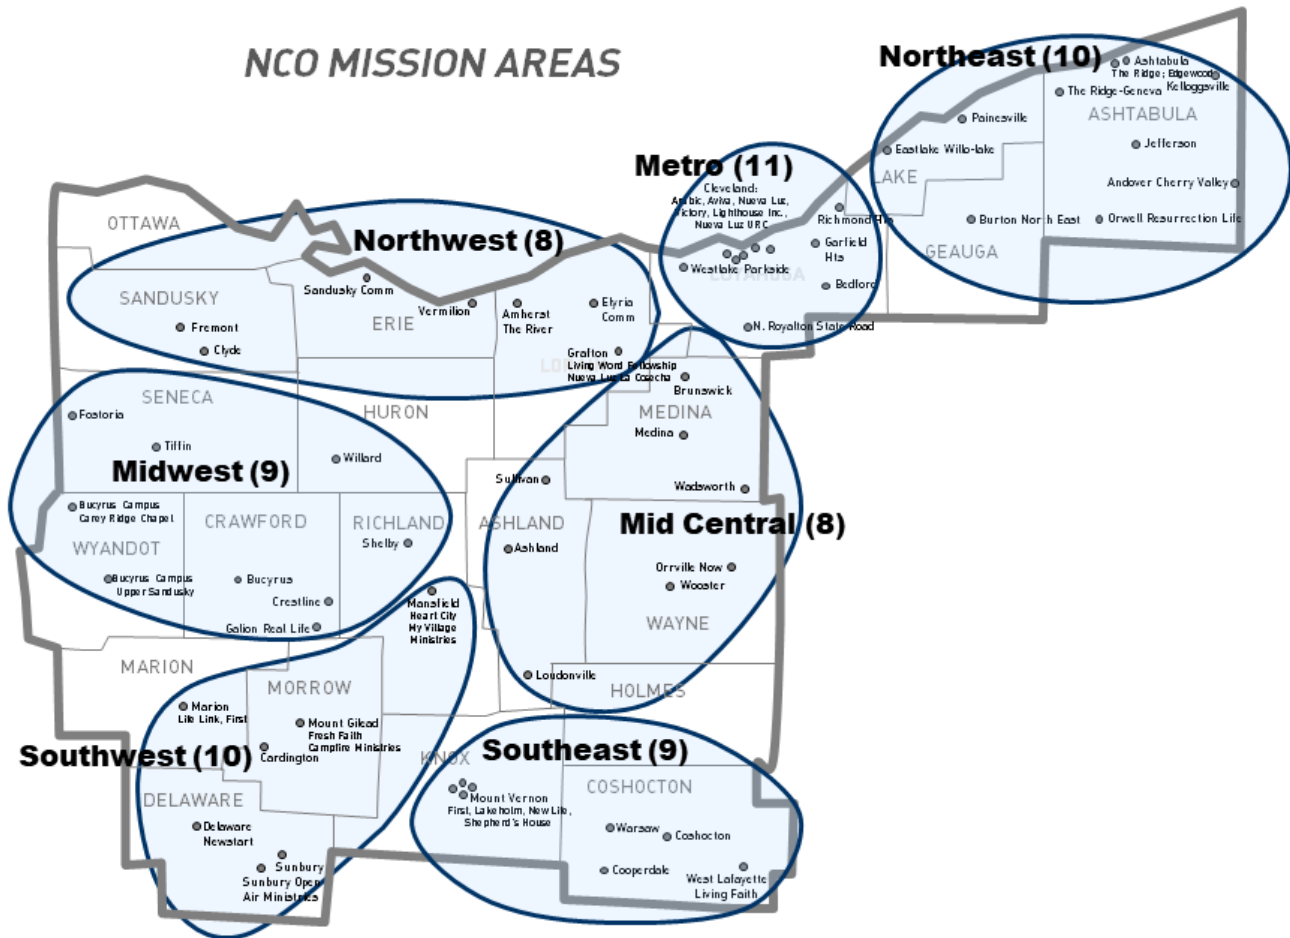 NCO MISSION AREAS
Northeast (10)
Ashtabula
The Ridge; Edgewood
Kelloggsville
The Ridge-Geneva
ASHTABULA
Painesville
Jefferson
Eastlake Willo-lake
LAKE
Andover Cherry Valley
Burton North East
Orwell Resurrection Life
GEAUGA
Metro (11)
Cleveland:
Arabic, Aviva, Nueva Luz,
Victory, Lighthouse Inc.,
Nueva Luz URC
Richmond Hts
Garfield
Hts
Westlake Parkside
CUYAHOGA
Bedford
N. Royalton State Road
OTTAWA
Northwest (8)
SANDUSKY
Sandusky Comm
Vermilion
Amherst
The River
Elyria
Comm
ERIE
Fremont
Clyde
Grafton
Living Word Fellowship
Nueva Luz La Cosecha
SENECA
HURON
Fostoria
Tiffin
Willard
Midwest (9)
Bucyrus Campus
Carey Ridge Chapel
CRAWFORD
RICHLAND
WYANDOT
Shelby
Bucyrus Campus
Upper Sandusky
Bucyrus
Crestline
Galion Real Life
Brunswick
MEDINA
Medina
Sullivan
Wadsworth
ASHLAND
Mid Central (8)
Ashland
Orrville Now
Wooster
WAYNE
Loudonville
HOLMES
Mansfield
Heart City
My Village
Ministries
MARION
MORROW
Marion
Life Link, First
Mount Gilead
Fresh Faith
Campfire Ministries
Cardington
Southwest (10)
DELAWARE
Delaware
Newstart
Sunbury
Sunbury Open
Air Ministries
KNOX
Southeast (9)
COSHOCTON
Mount Vernon
First, Lakeholm, New Life,
Shepherd's House
Warsaw
Coshocton
Cooperdale
West Lafayette
Living Faith